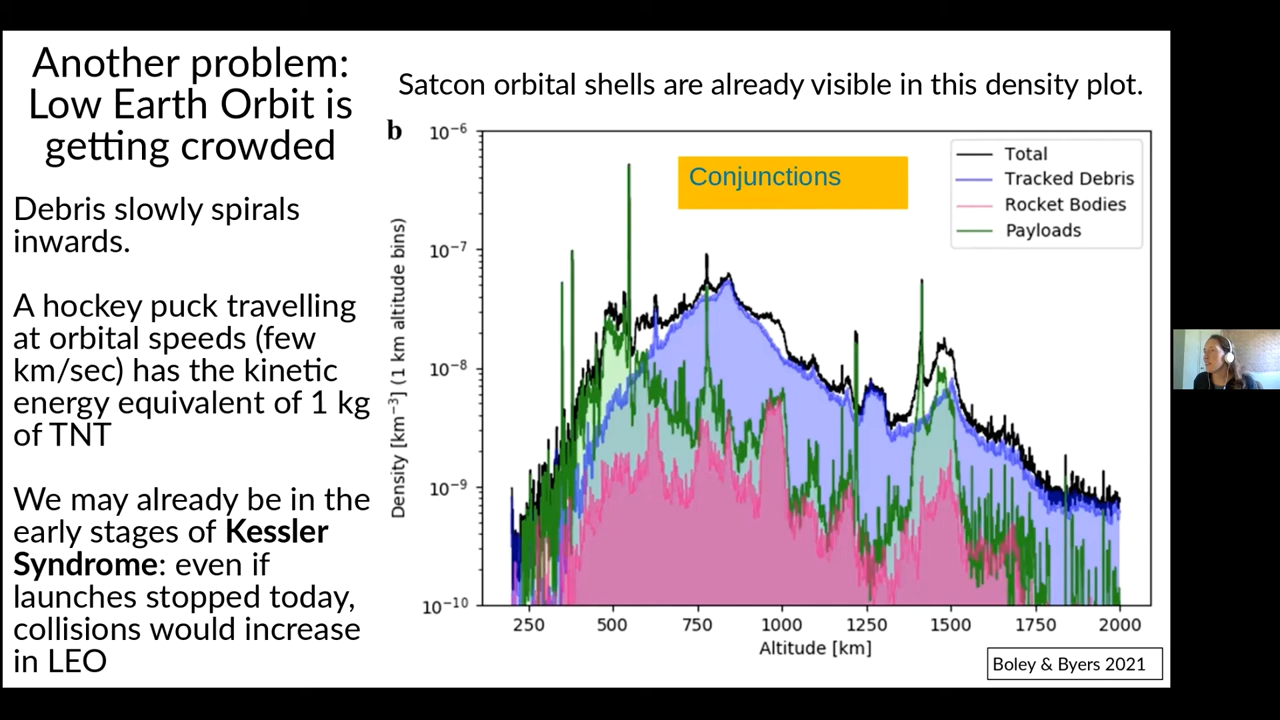 Another problem:
Low Earth Orbit is
getting crowded
Debris slowly spirals
inwards.
A hockey puck travelling
at orbital speeds (few
km/sec) has the kinetic
energy equivalent of 1 kg
of TNT
We may already be in the
early stages of Kessler
Syndrome: even if
launches stopped today,
collisions would increase
in LEO
Satcon orbital shells are already visible in this density plot.
b
Conjunctions
Total
Tracked Debris
Rocket Bodies
Payloads
Density [km⁻³] (1 km altitude bins)
10⁻⁶
10⁻⁷
10⁻⁸
10⁻⁹
10⁻¹⁰
250 500 750 1000 1250 1500 1750 2000
Altitude [km]
Boley & Byers 2021